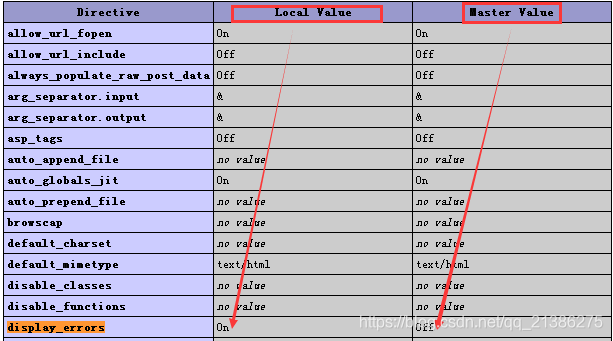 Directive Local Value Master Value
allow_url_fopen On On
allow_url_include Off Off
always_populate_raw_post_data Off Off
arg_separator.input & &
arg_separator.output & &
asp_tags Off Off
auto_append_file no value no value
auto_globals_jit On On
auto_prepend_file no value no value
browscap no value no value
default_charset no value no value
default_mimetype text/html text/html
disable_classes no value no value
disable_functions no value no value
display_errors On Off
https://blog.csdn.net/qq_21386275